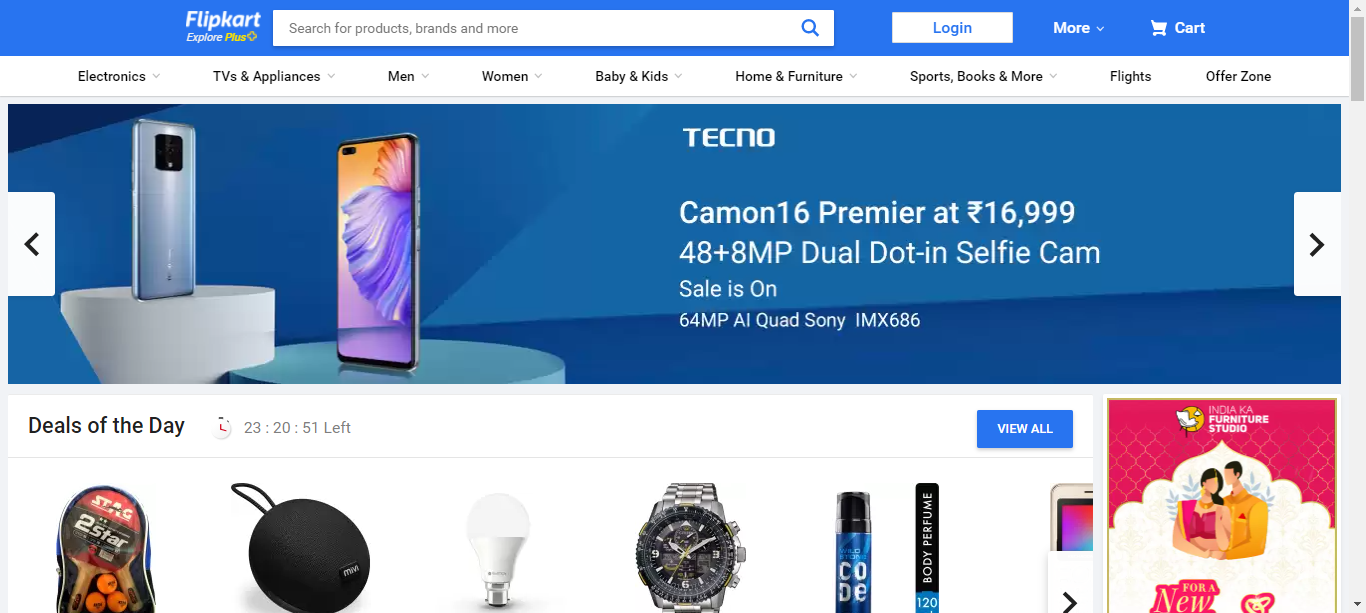 Flipkart
Explore Plus
Search for products, brands and more
Login
More
Cart
Electronics
TVs & Appliances
Men
Women
Baby & Kids
Home & Furniture
Sports, Books & More
Flights
Offer Zone
TECNO
Camon16 Premier at ₹16,999
48+8MP Dual Dot-in Selfie Cam
Sale is On
64MP AI Quad Sony IMX686
Deals of the Day
23 : 20 : 51 Left
VIEW ALL
INDIA KA
FURNITURE
STUDIO
STAG
2 Star
mivi
WILD
STONE
CO
De
BODY PERFUME
120
FOR A
New